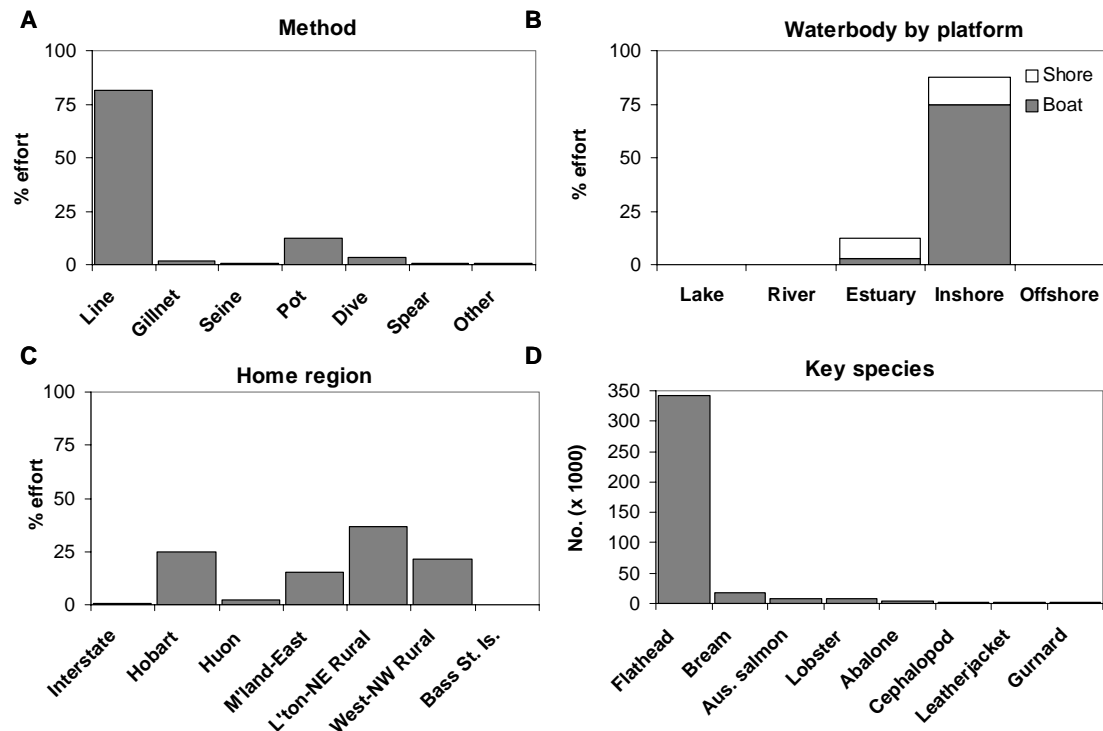 A
Method
% effort
100
75
50
25
0
Line
Gillnet
Seine
Pot
Dive
Spear
Other
B
Waterbody by platform
% effort
100
75
50
25
0
Shore
Boat
Lake
River
Estuary
Inshore
Offshore
C
Home region
% effort
100
75
50
25
0
Interstate
Hobart
Huon
M'land-East
L'ton-NE Rural
West-NW Rural
Bass St. Is.
D
Key species
No. (x 1000)
350
300
250
200
150
100
50
0
Flathead
Bream
Aus. salmon
Lobster
Abalone
Cephalopod
Leatherjacket
Gurnard